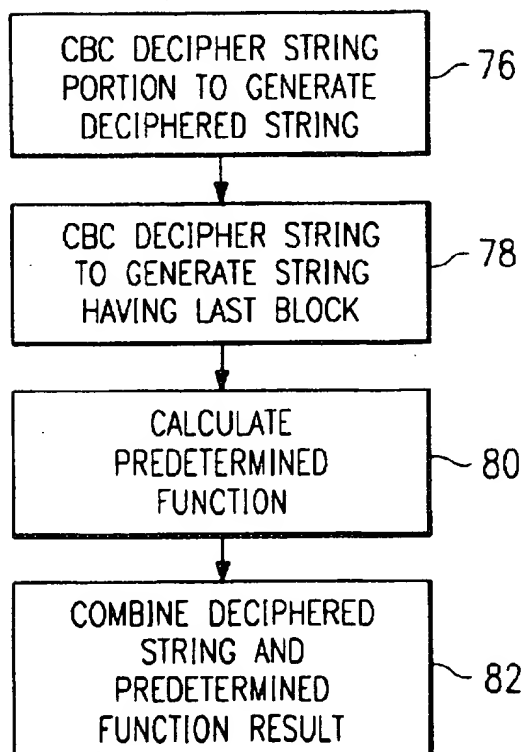 CBC DECIPHER STRING
PORTION TO GENERATE
DECIPHERED STRING
76
CBC DECIPHER STRING
TO GENERATE STRING
HAVING LAST BLOCK
78
CALCULATE
PREDETERMINED
FUNCTION
80
COMBINE DECIPHERED
STRING AND
PREDETERMINED
FUNCTION RESULT
82